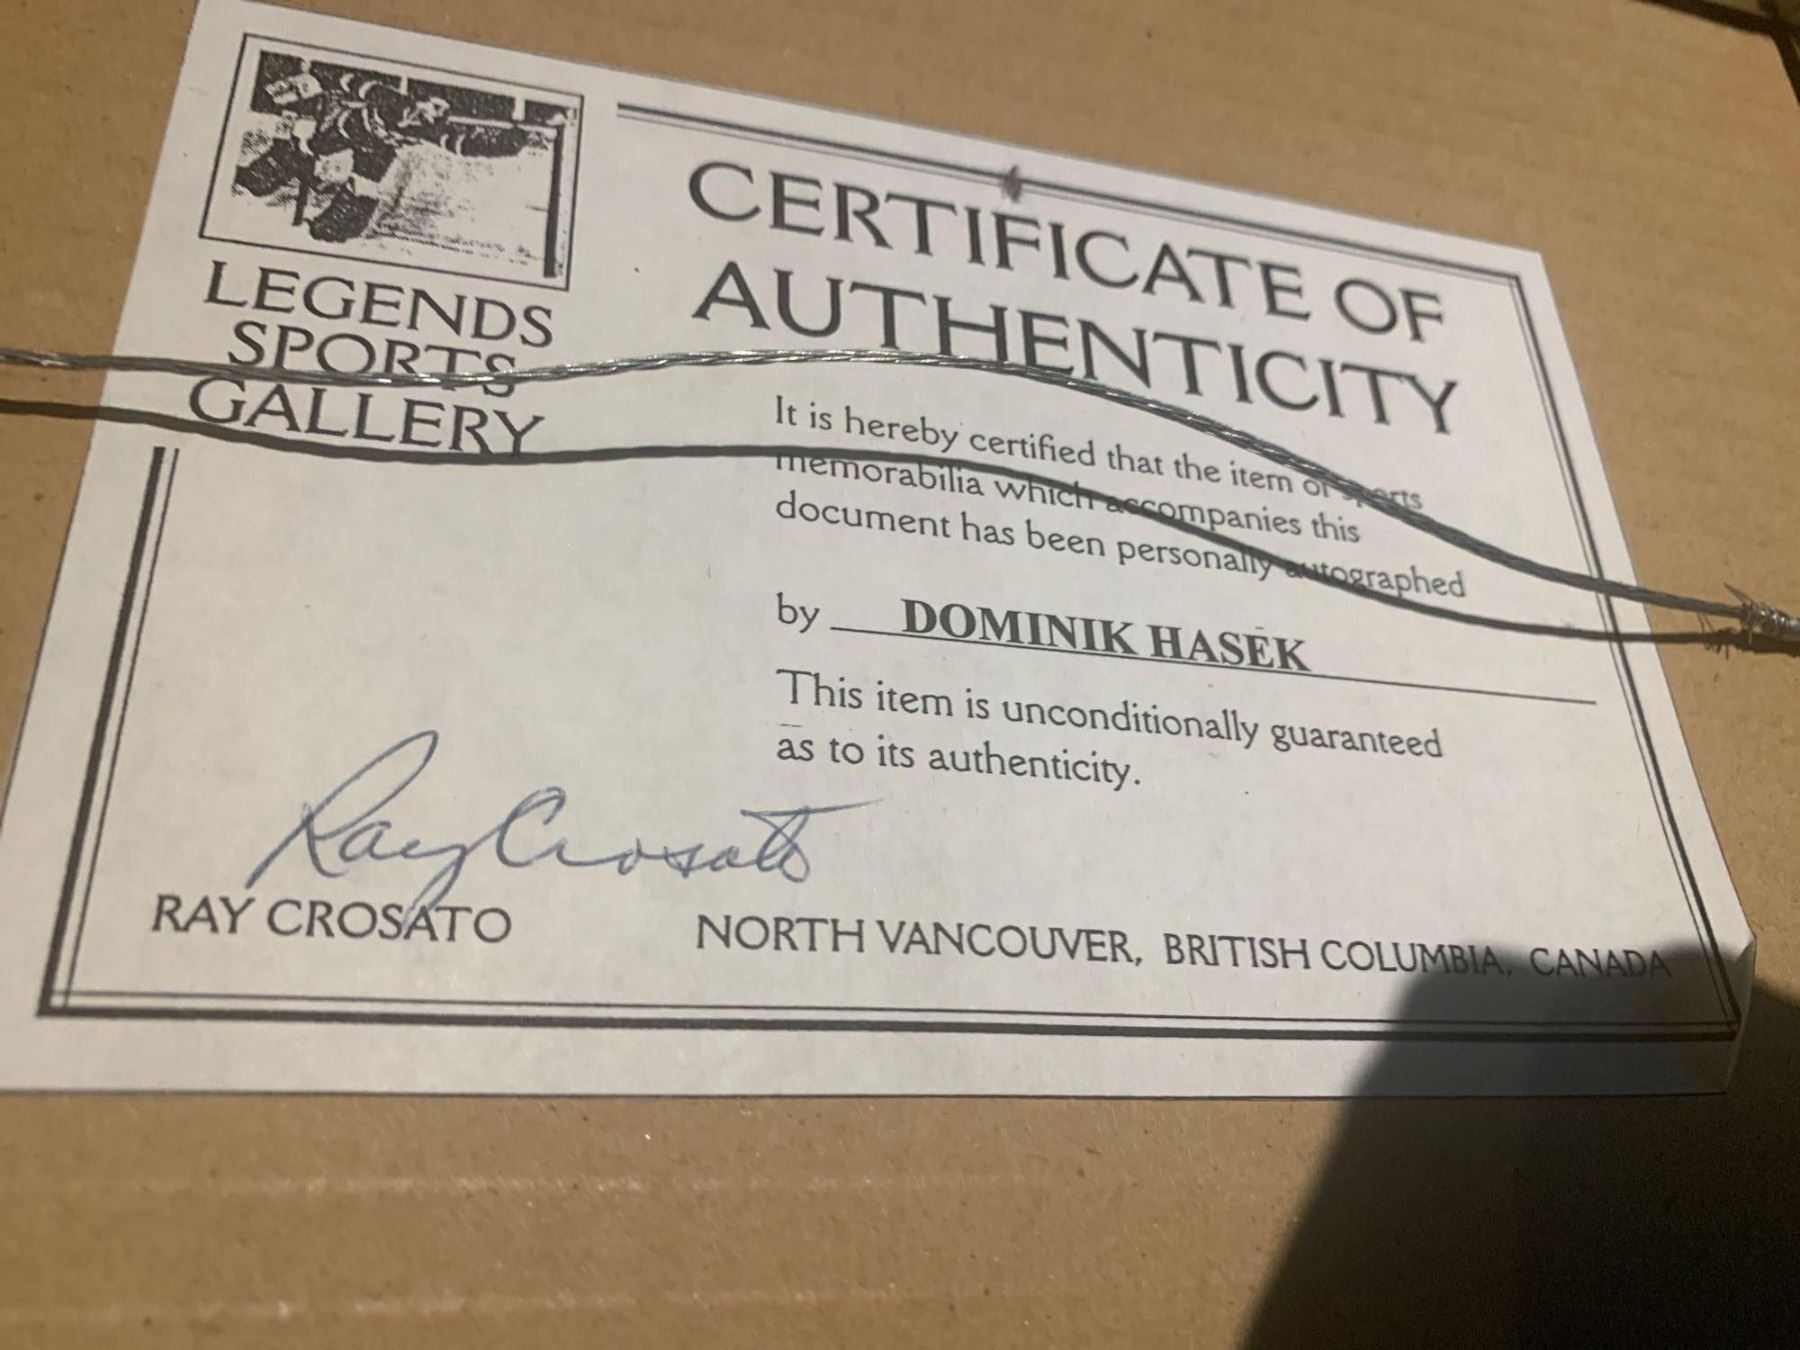 LEGENDS
SPORTS
GALLERY
CERTIFICATE OF
AUTHENTICITY
It is hereby certified that the item of sports
memorabilia which accompanies this
document has been personally autographed
by DOMINIK HASĒK
This item is unconditionally guaranteed
as to its authenticity.
Ray Crosato
RAY CROSATO
NORTH VANCOUVER, BRITISH COLUMBIA, CANADA